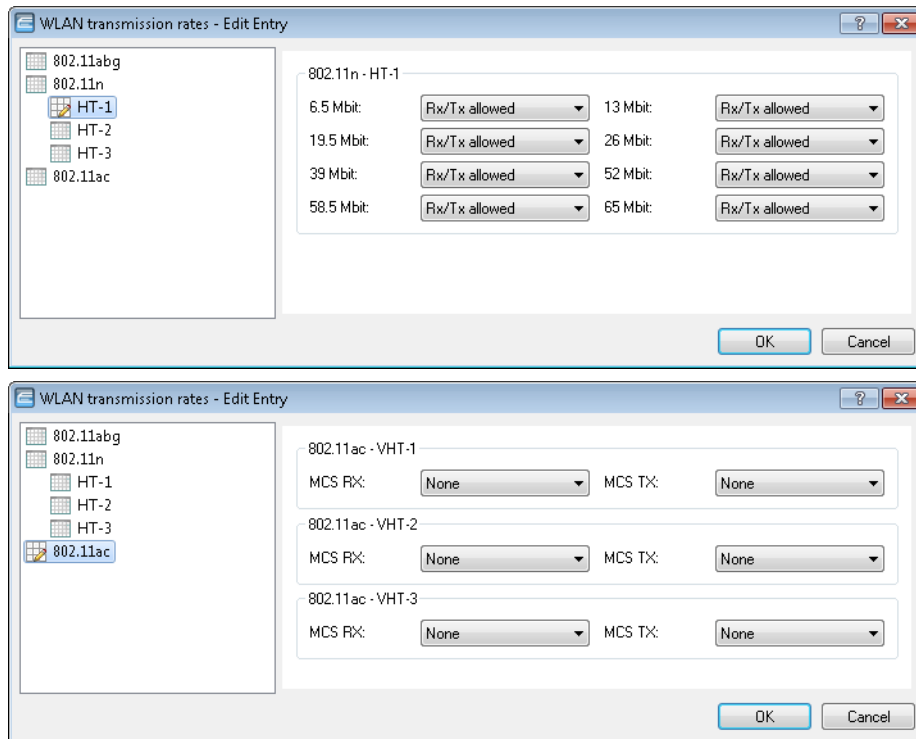 WLAN transmission rates - Edit Entry
802.11abg
802.11n
HT-1
HT-2
HT-3
802.11ac
802.11n - HT-1
6.5 Mbit: Rx/Tx allowed 13 Mbit: Rx/Tx allowed
19.5 Mbit: Rx/Tx allowed 26 Mbit: Rx/Tx allowed
39 Mbit: Rx/Tx allowed 52 Mbit: Rx/Tx allowed
58.5 Mbit: Rx/Tx allowed 65 Mbit: Rx/Tx allowed
OK Cancel
WLAN transmission rates - Edit Entry
802.11abg
802.11n
HT-1
HT-2
HT-3
802.11ac
802.11ac - VHT-1
MCS RX: None MCS TX: None
802.11ac - VHT-2
MCS RX: None MCS TX: None
802.11ac - VHT-3
MCS RX: None MCS TX: None
OK Cancel